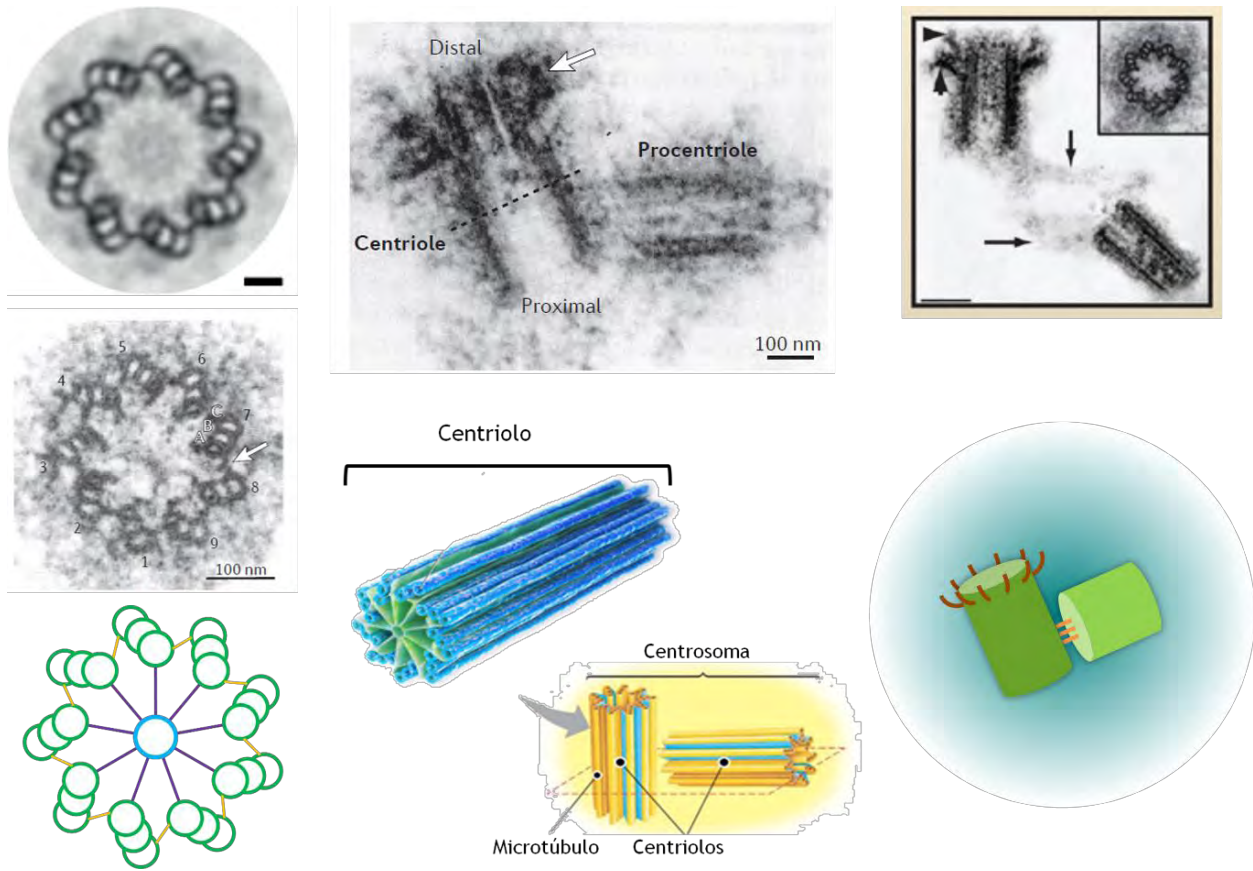 Distal
Procentriole
Centriole
Proximal
100 nm
5
6
4
C
7
B
A
3
8
2
9
1
100 nm
Centriolo
Centrosoma
Microtúbulo
Centriolos